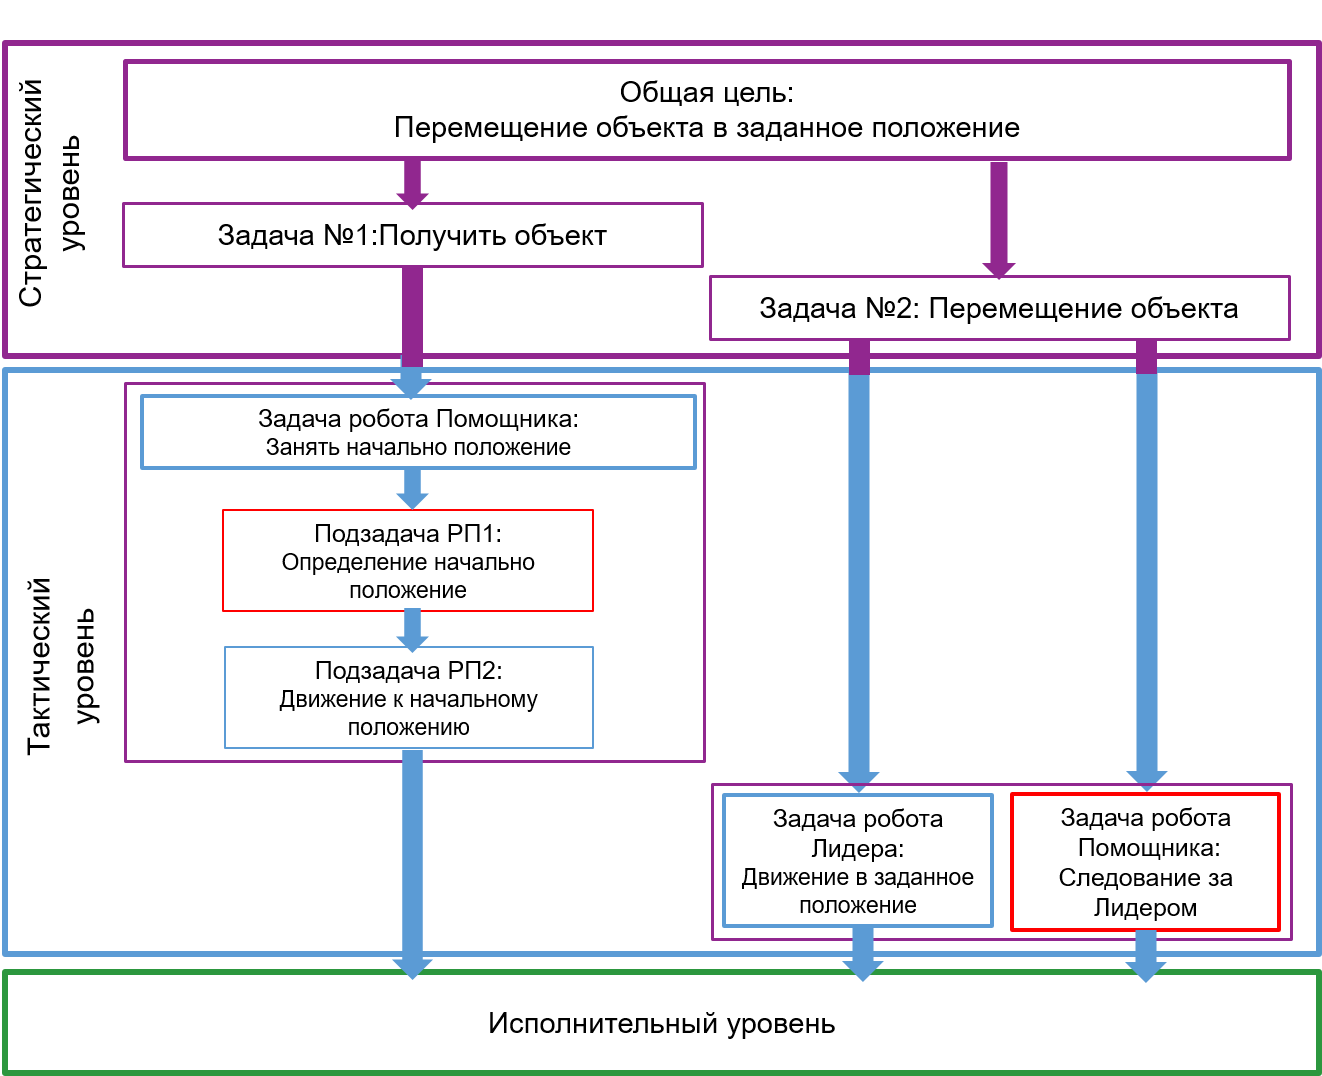 Стратегический
уровень
Общая цель:
Перемещение объекта в заданное положение
Задача №1:Получить объект
Задача №2: Перемещение объекта
Тактический
уровень
Задача робота Помощника:
Занять начально положение
Подзадача РП1:
Определение начально
положение
Подзадача РП2:
Движение к начальному
положению
Задача робота
Лидера:
Движение в заданное
положение
Задача робота
Помощника:
Следование за
Лидером
Исполнительный уровень